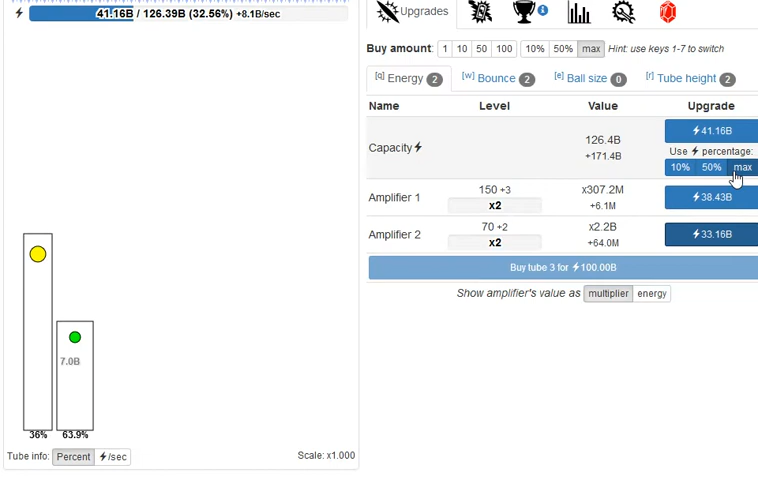 41.16B / 126.39B (32.56%) +8.1B/sec
Upgrades
Buy amount: 1 10 50 100 10% 50% max Hint: use keys 1-7 to switch
[q] Energy 2 [w] Bounce 2 [e] Ball size 0 [r] Tube height 2
Name Level Value Upgrade
Capacity 126.4B +171.4B 41.16B
Use percentage:
10% 50% max
Amplifier 1 150 +3 x2 x307.2M +6.1M 38.43B
Amplifier 2 70 +2 x2 x2.2B +64.0M 33.16B
Buy tube 3 for 100.00B
Show amplifier's value as multiplier energy
7.0B
36% 63.9%
Tube info: Percent /sec Scale: x1.000